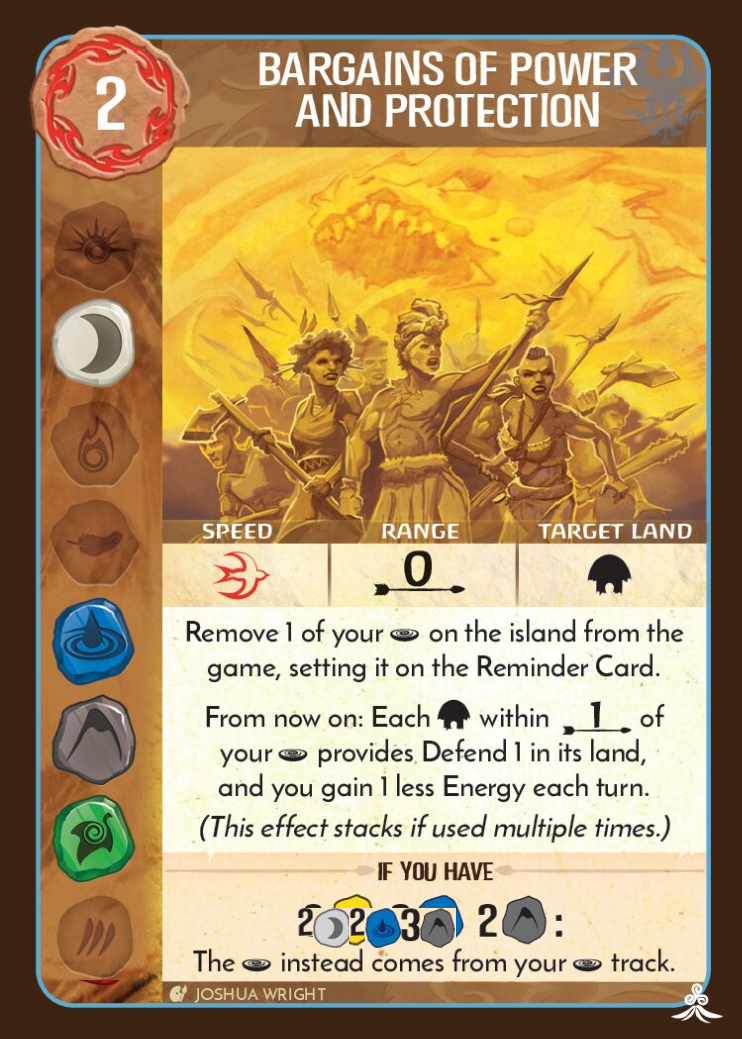 2
BARGAINS OF POWER
AND PROTECTION
SPEED RANGE TARGET LAND
0
Remove 1 of your on the island from the
game, setting it on the Reminder Card.
From now on: Each within 1 of
your provides Defend 1 in its land,
and you gain 1 less Energy each turn.
(This effect stacks if used multiple times.)
IF YOU HAVE
2 2 3 2 :
The instead comes from your track.
JOSHUA WRIGHT